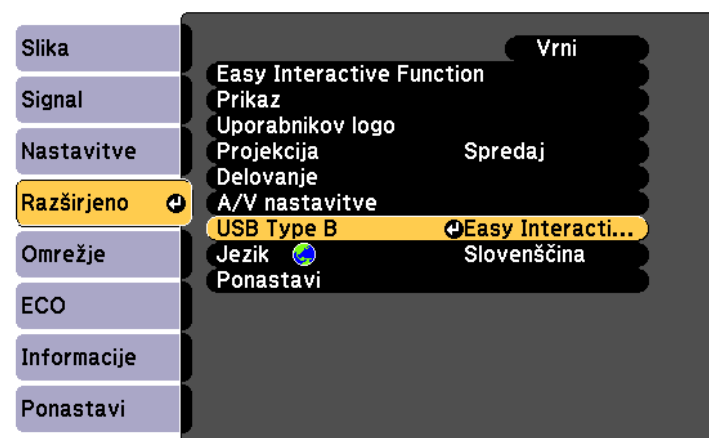 Slika
Signal
Nastavitve
Razširjeno
Omrežje
ECO
Informacije
Ponastavi
Vrni
Easy Interactive Function
Prikaz
Uporabnikov logo
Projekcija Spredaj
Delovanje
A/V nastavitve
USB Type B Easy Interacti...
Jezik Slovenščina
Ponastavi